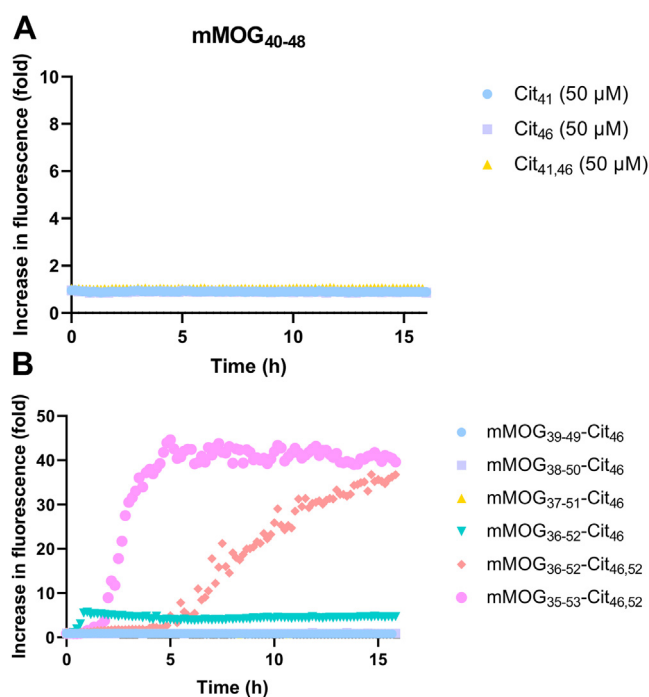 A
mMOG40-48
Increase in fluorescence (fold)
10
8
6
4
2
0
0 5 10 15
Time (h)
Cit41 (50 µM)
Cit46 (50 µM)
Cit41,46 (50 µM)
B
Increase in fluorescence (fold)
50
40
30
20
10
0
0 5 10 15
Time (h)
mMOG39-49-Cit46
mMOG38-50-Cit46
mMOG37-51-Cit46
mMOG36-52-Cit46
mMOG36-52-Cit46,52
mMOG35-53-Cit46,52